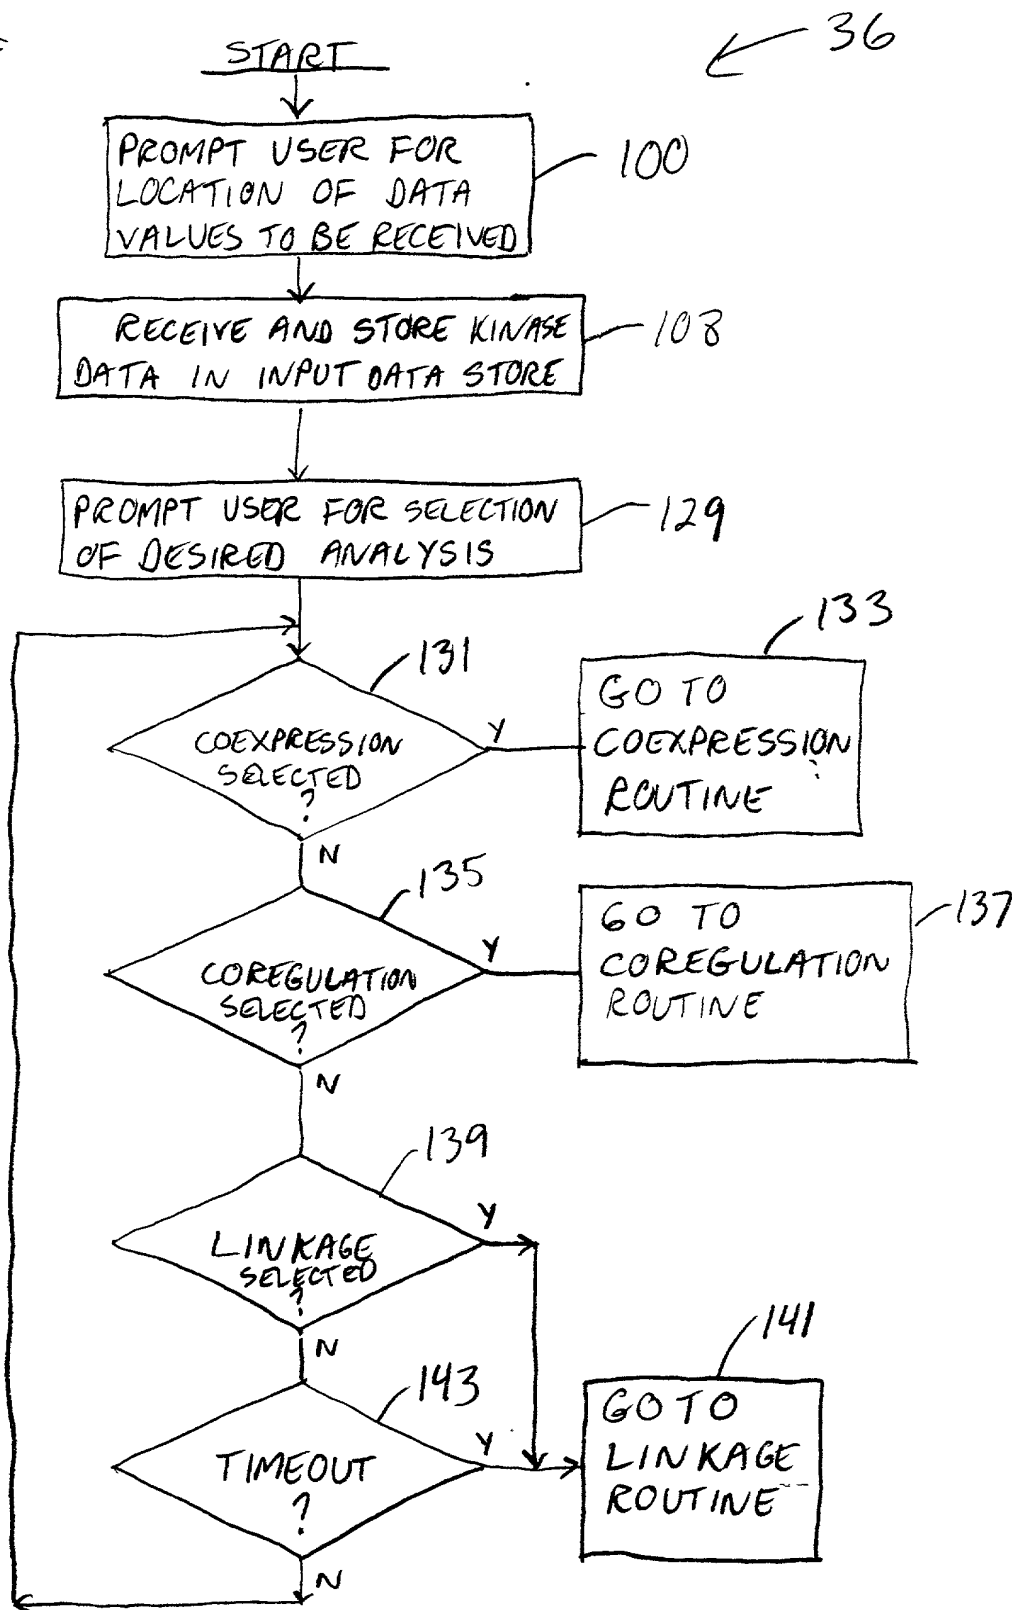 36
START
PROMPT USER FOR
LOCATION OF DATA
VALUES TO BE RECEIVED
100
RECEIVE AND STORE KINASE
DATA IN INPUT DATA STORE
108
PROMPT USER FOR SELECTION
OF DESIRED ANALYSIS
129
131
COEXPRESSION
SELECTED
?
Y
N
133
GO TO
COEXPRESSION
ROUTINE
135
COREGULATION
SELECTED
?
Y
N
137
GO TO
COREGULATION
ROUTINE
139
LINKAGE
SELECTED
?
Y
N
143
TIMEOUT
?
Y
N
141
GO TO
LINKAGE
ROUTINE